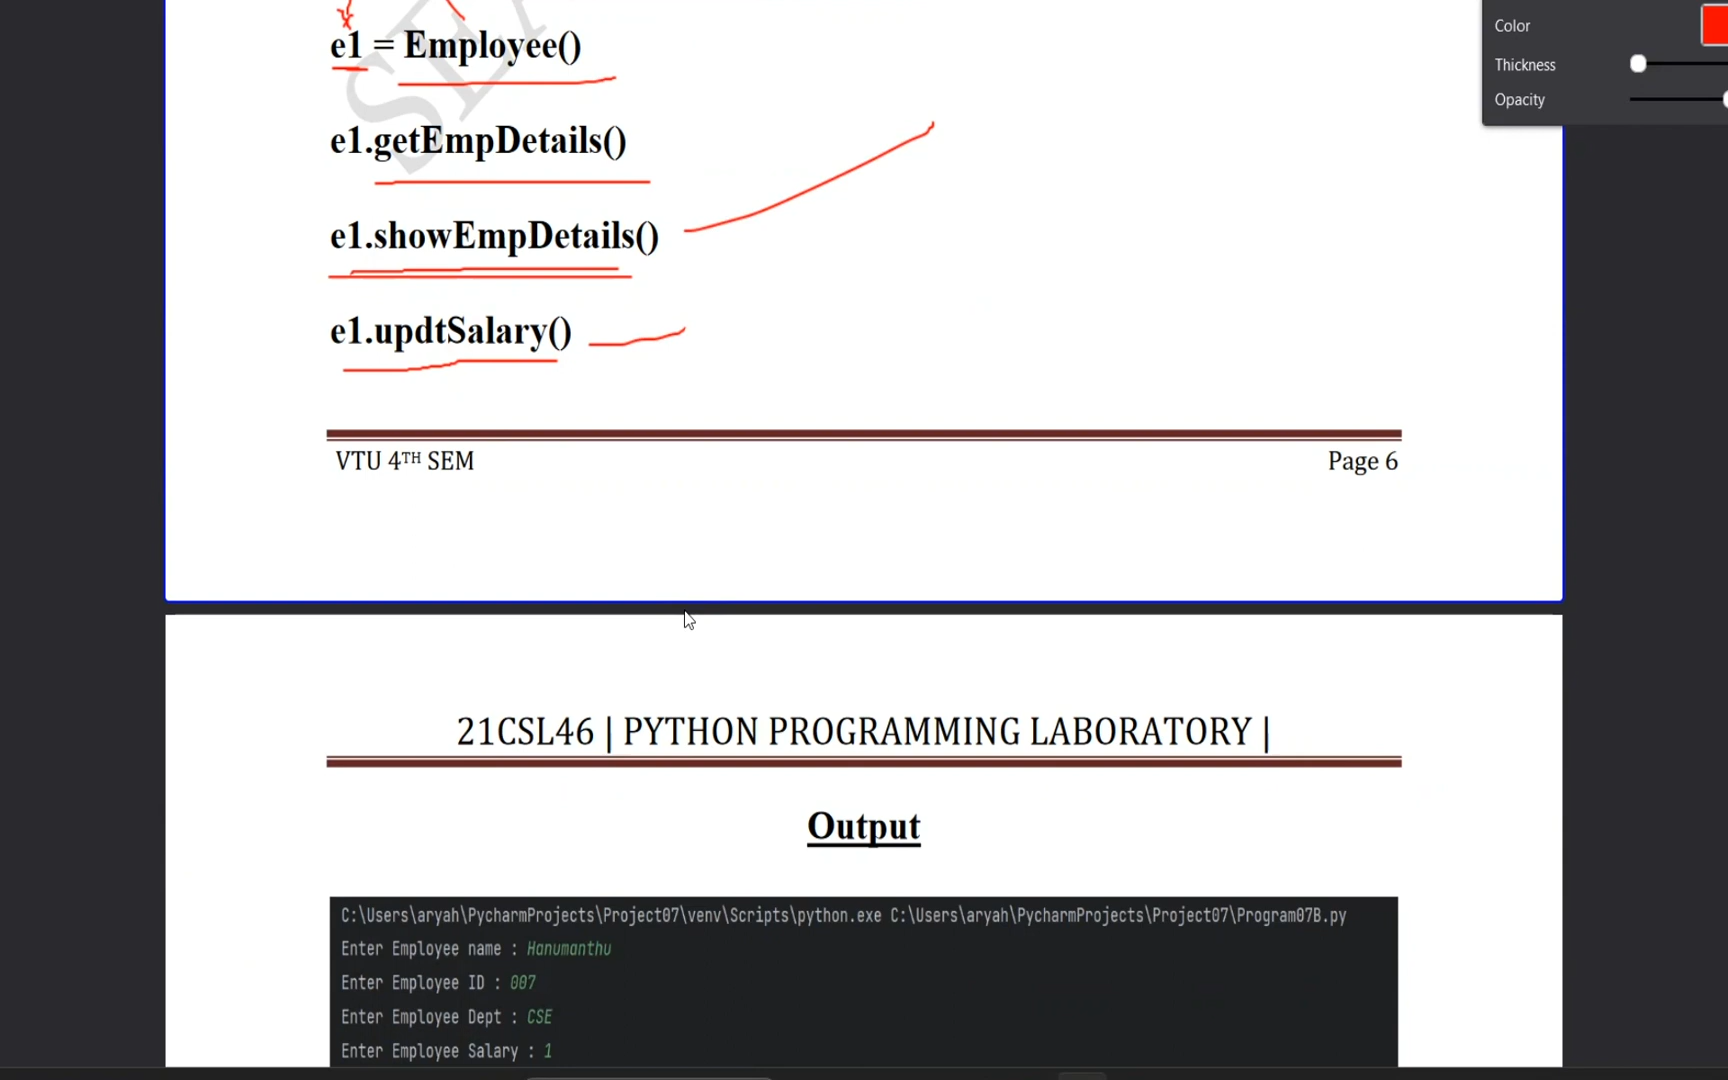 Color
Thickness
Opacity
e1 = Employee()
e1.getEmpDetails()
e1.showEmpDetails()
e1.updtSalary()
VTU 4TH SEM
Page 6
21CSL46 | PYTHON PROGRAMMING LABORATORY |
Output
C:\Users\aryah\PycharmProjects\Project07\venv\Scripts\python.exe C:\Users\aryah\PycharmProjects\Project07\Program07B.py
Enter Employee name : Hanumanthu
Enter Employee ID : 007
Enter Employee Dept : CSE
Enter Employee Salary : 1